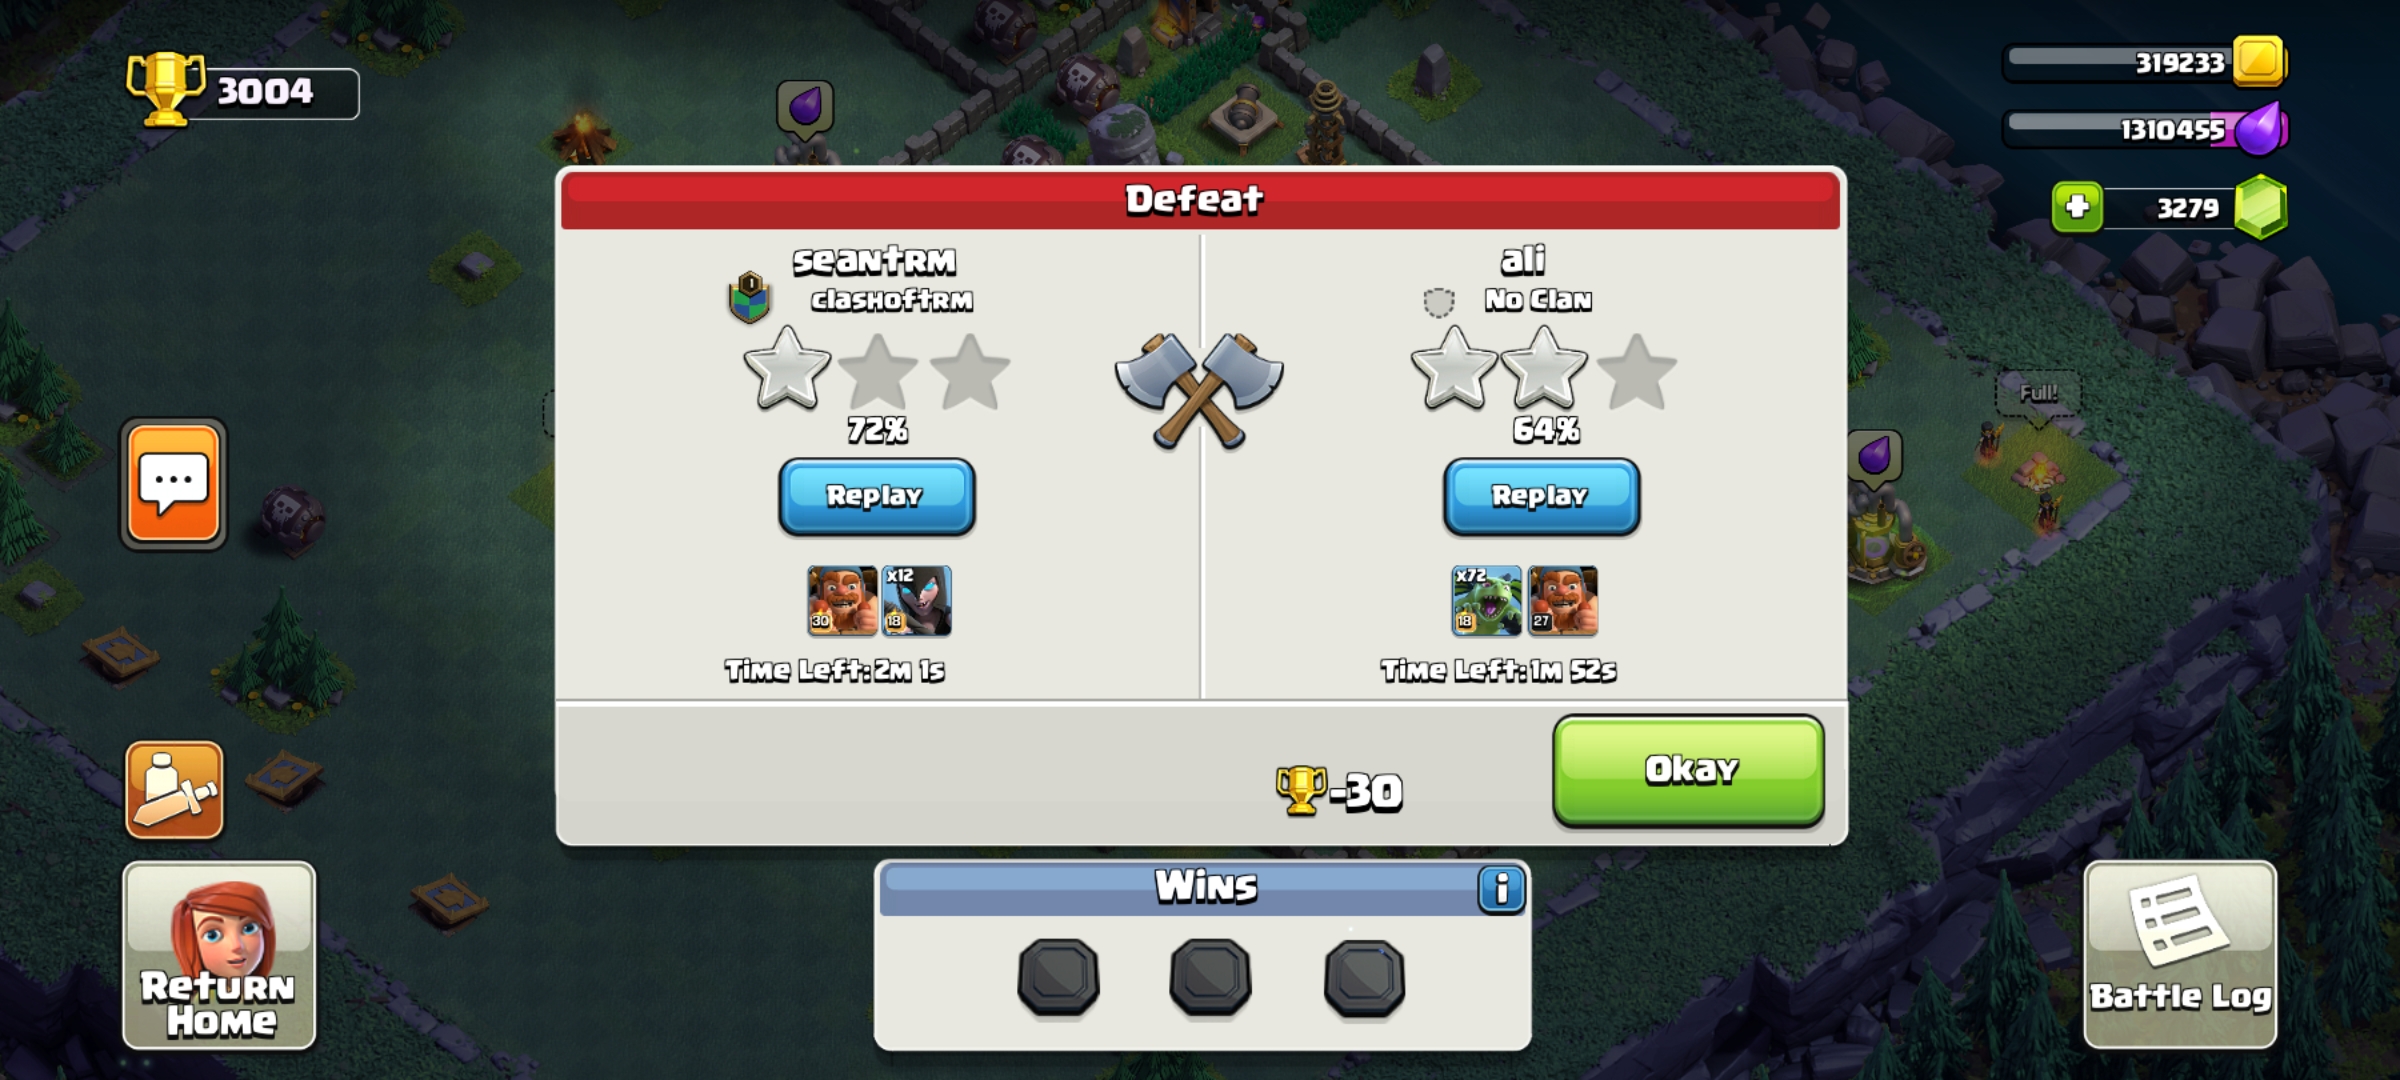 3004
319233
1310455
3279
Defeat
seantrm
clashoftrm
1
72%
Replay
30
x12
18
Time Left: 2m 1s
ali
No Clan
64%
Replay
x72
18
27
Time Left: 1m 52s
Full!
-30
Okay
Wins
i
Return
Home
Battle Log